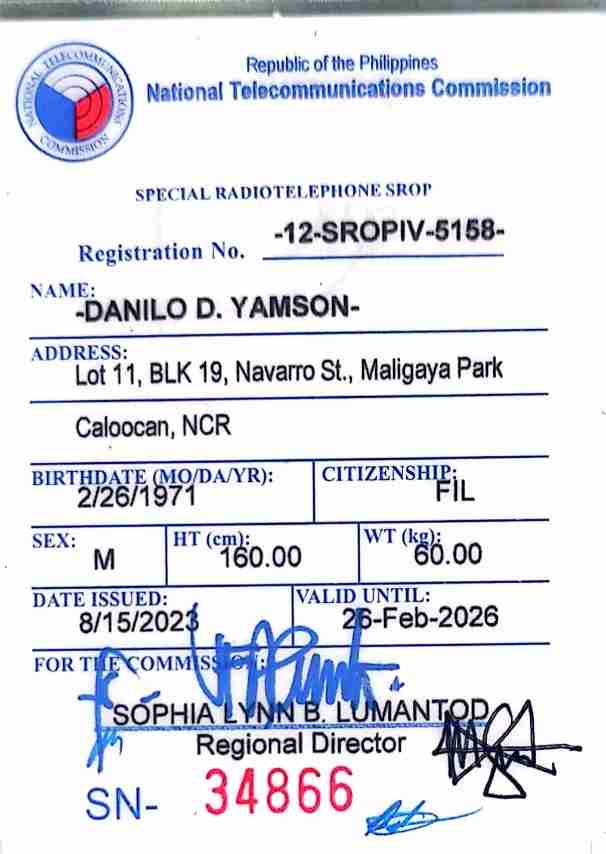 NATIONAL TELECOMMUNICATIONS COMMISSION
Republic of the Philippines
National Telecommunications Commission
SPECIAL RADIOTELEPHONE SROP
Registration No. -12-SROPIV-5158-
NAME:
-DANILO D. YAMSON-
ADDRESS:
Lot 11, BLK 19, Navarro St., Maligaya Park
Caloocan, NCR
BIRTHDATE (MO/DA/YR): CITIZENSHIP:
2/26/1971 FIL
SEX: HT (cm): WT (kg):
M 160.00 60.00
DATE ISSUED: VALID UNTIL:
8/15/2023 26-Feb-2026
FOR THE COMMISSION:
SOPHIA LYNN B. LUMANTOD
Regional Director
SN- 34866